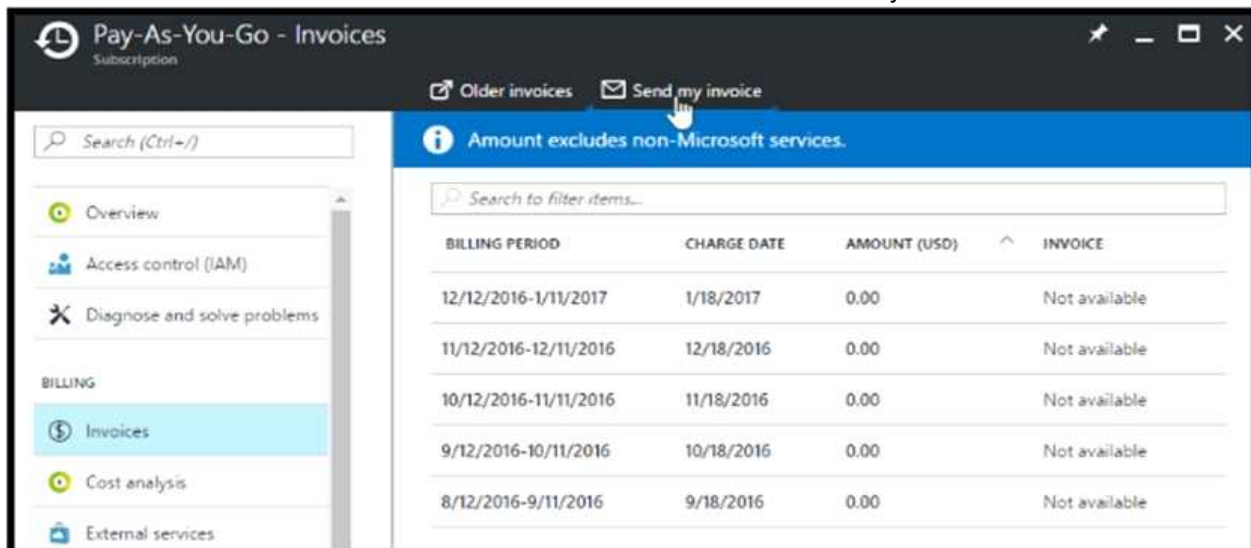 Pay-As-You-Go - Invoices
Subscription
Older invoices Send my invoice
Search (Ctrl+/)
Overview
Access control (IAM)
Diagnose and solve problems
BILLING
Invoices
Cost analysis
External services
Amount excludes non-Microsoft services.
Search to filter items...
BILLING PERIOD CHARGE DATE AMOUNT (USD) INVOICE
12/12/2016-1/11/2017 1/18/2017 0.00 Not available
11/12/2016-12/11/2016 12/18/2016 0.00 Not available
10/12/2016-11/11/2016 11/18/2016 0.00 Not available
9/12/2016-10/11/2016 10/18/2016 0.00 Not available
8/12/2016-9/11/2016 9/18/2016 0.00 Not available